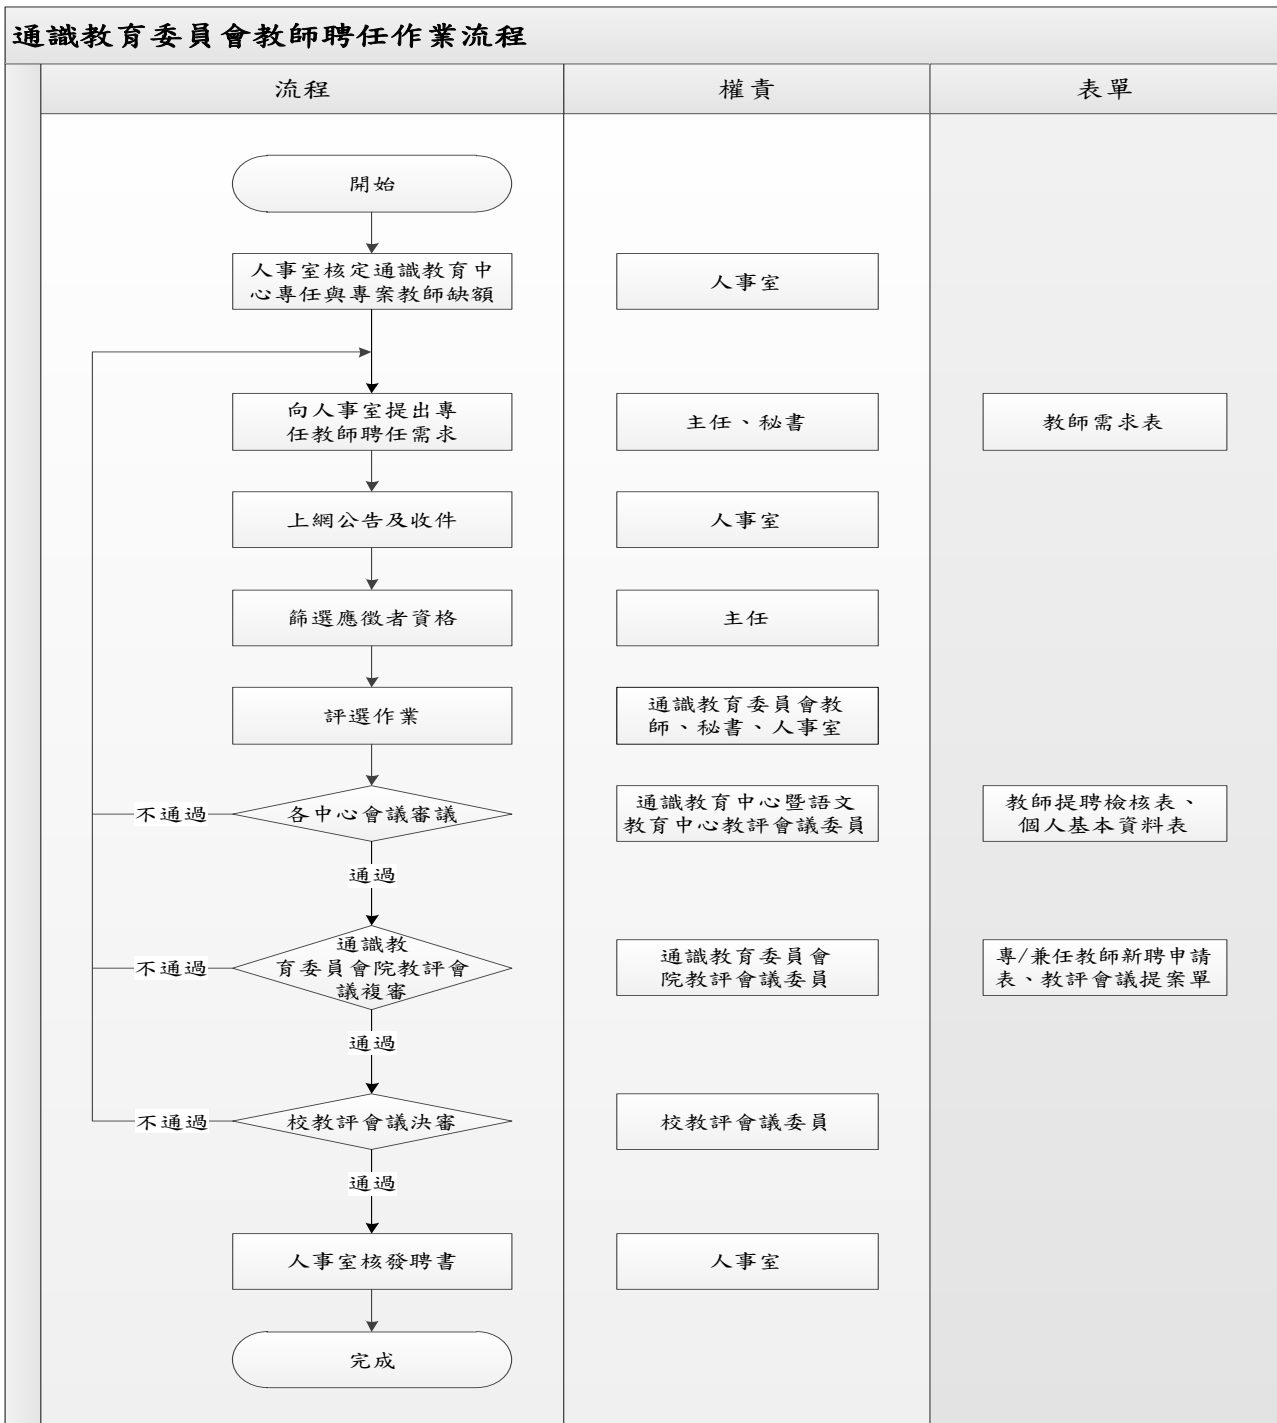 通識教育委員會教師聘任作業流程
流程
權責
表單
開始
人事室核定通識教育中
心專任與專案教師缺額
人事室
向人事室提出專
任教師聘任需求
主任、秘書
教師需求表
上網公告及收件
人事室
篩選應徵者資格
主任
評選作業
通識教育委員會教
師、秘書、人事室
不通過
各中心會議審議
通識教育中心暨語文
教育中心教評會議委員
教師提聘檢核表、
個人基本資料表
通過
不通過
通識教
育委員會院教評會
議複審
通識教育委員會
院教評會議委員
專/兼任教師新聘申請
表、教評會議提案單
通過
不通過
校教評會議決審
校教評會議委員
通過
人事室核發聘書
人事室
完成